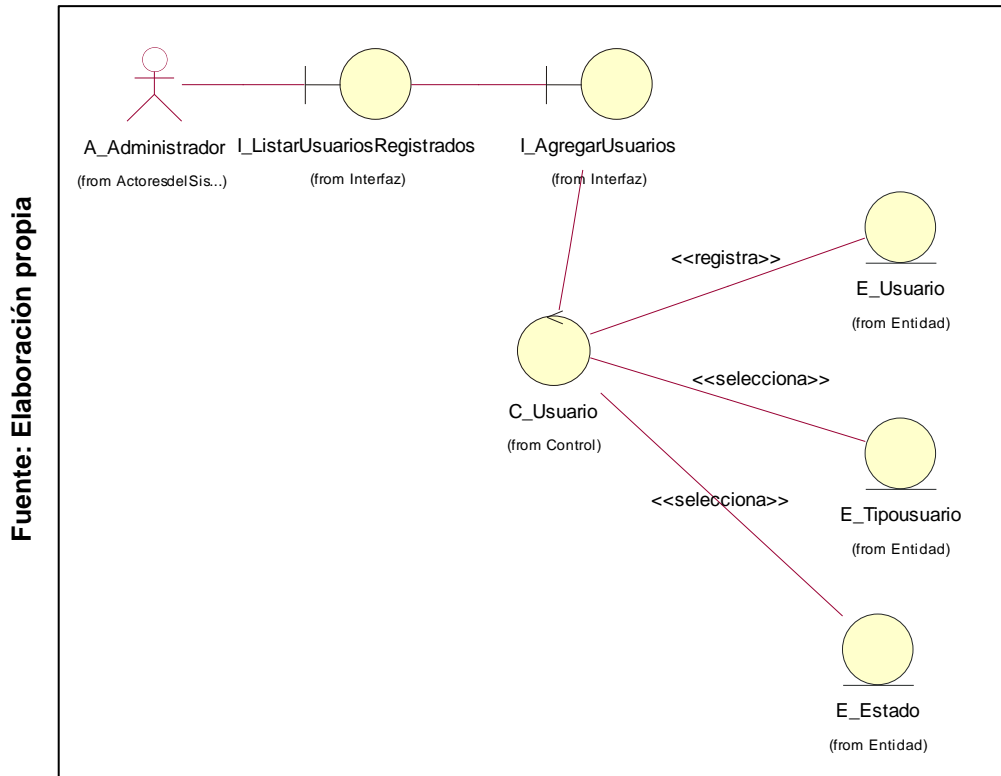 Fuente: Elaboración propia
A_Administrador
(from ActoresdelSis...)
I_ListarUsuariosRegistrados
(from Interfaz)
I_AgregarUsuarios
(from Interfaz)
<<registra>>
E_Usuario
(from Entidad)
<<selecciona>>
C_Usuario
(from Control)
E_Tipousuario
(from Entidad)
<<selecciona>>
E_Estado
(from Entidad)